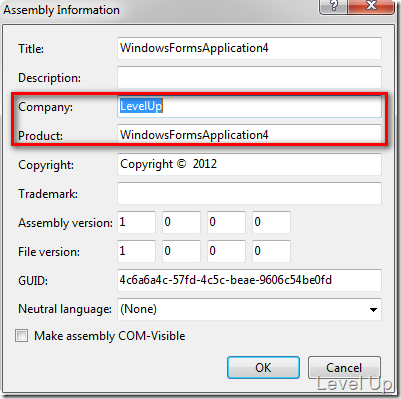 Assembly Information
Title: WindowsFormsApplication4
Description:
Company: LevelUp
Product: WindowsFormsApplication4
Copyright: Copyright © 2012
Trademark:
Assembly version: 1 0 0 0
File version: 1 0 0 0
GUID: 4c6a6a4c-57fd-4c5c-beae-9606c54be0fd
Neutral language: (None)
Make assembly COM-Visible
OK Cancel
Level Up